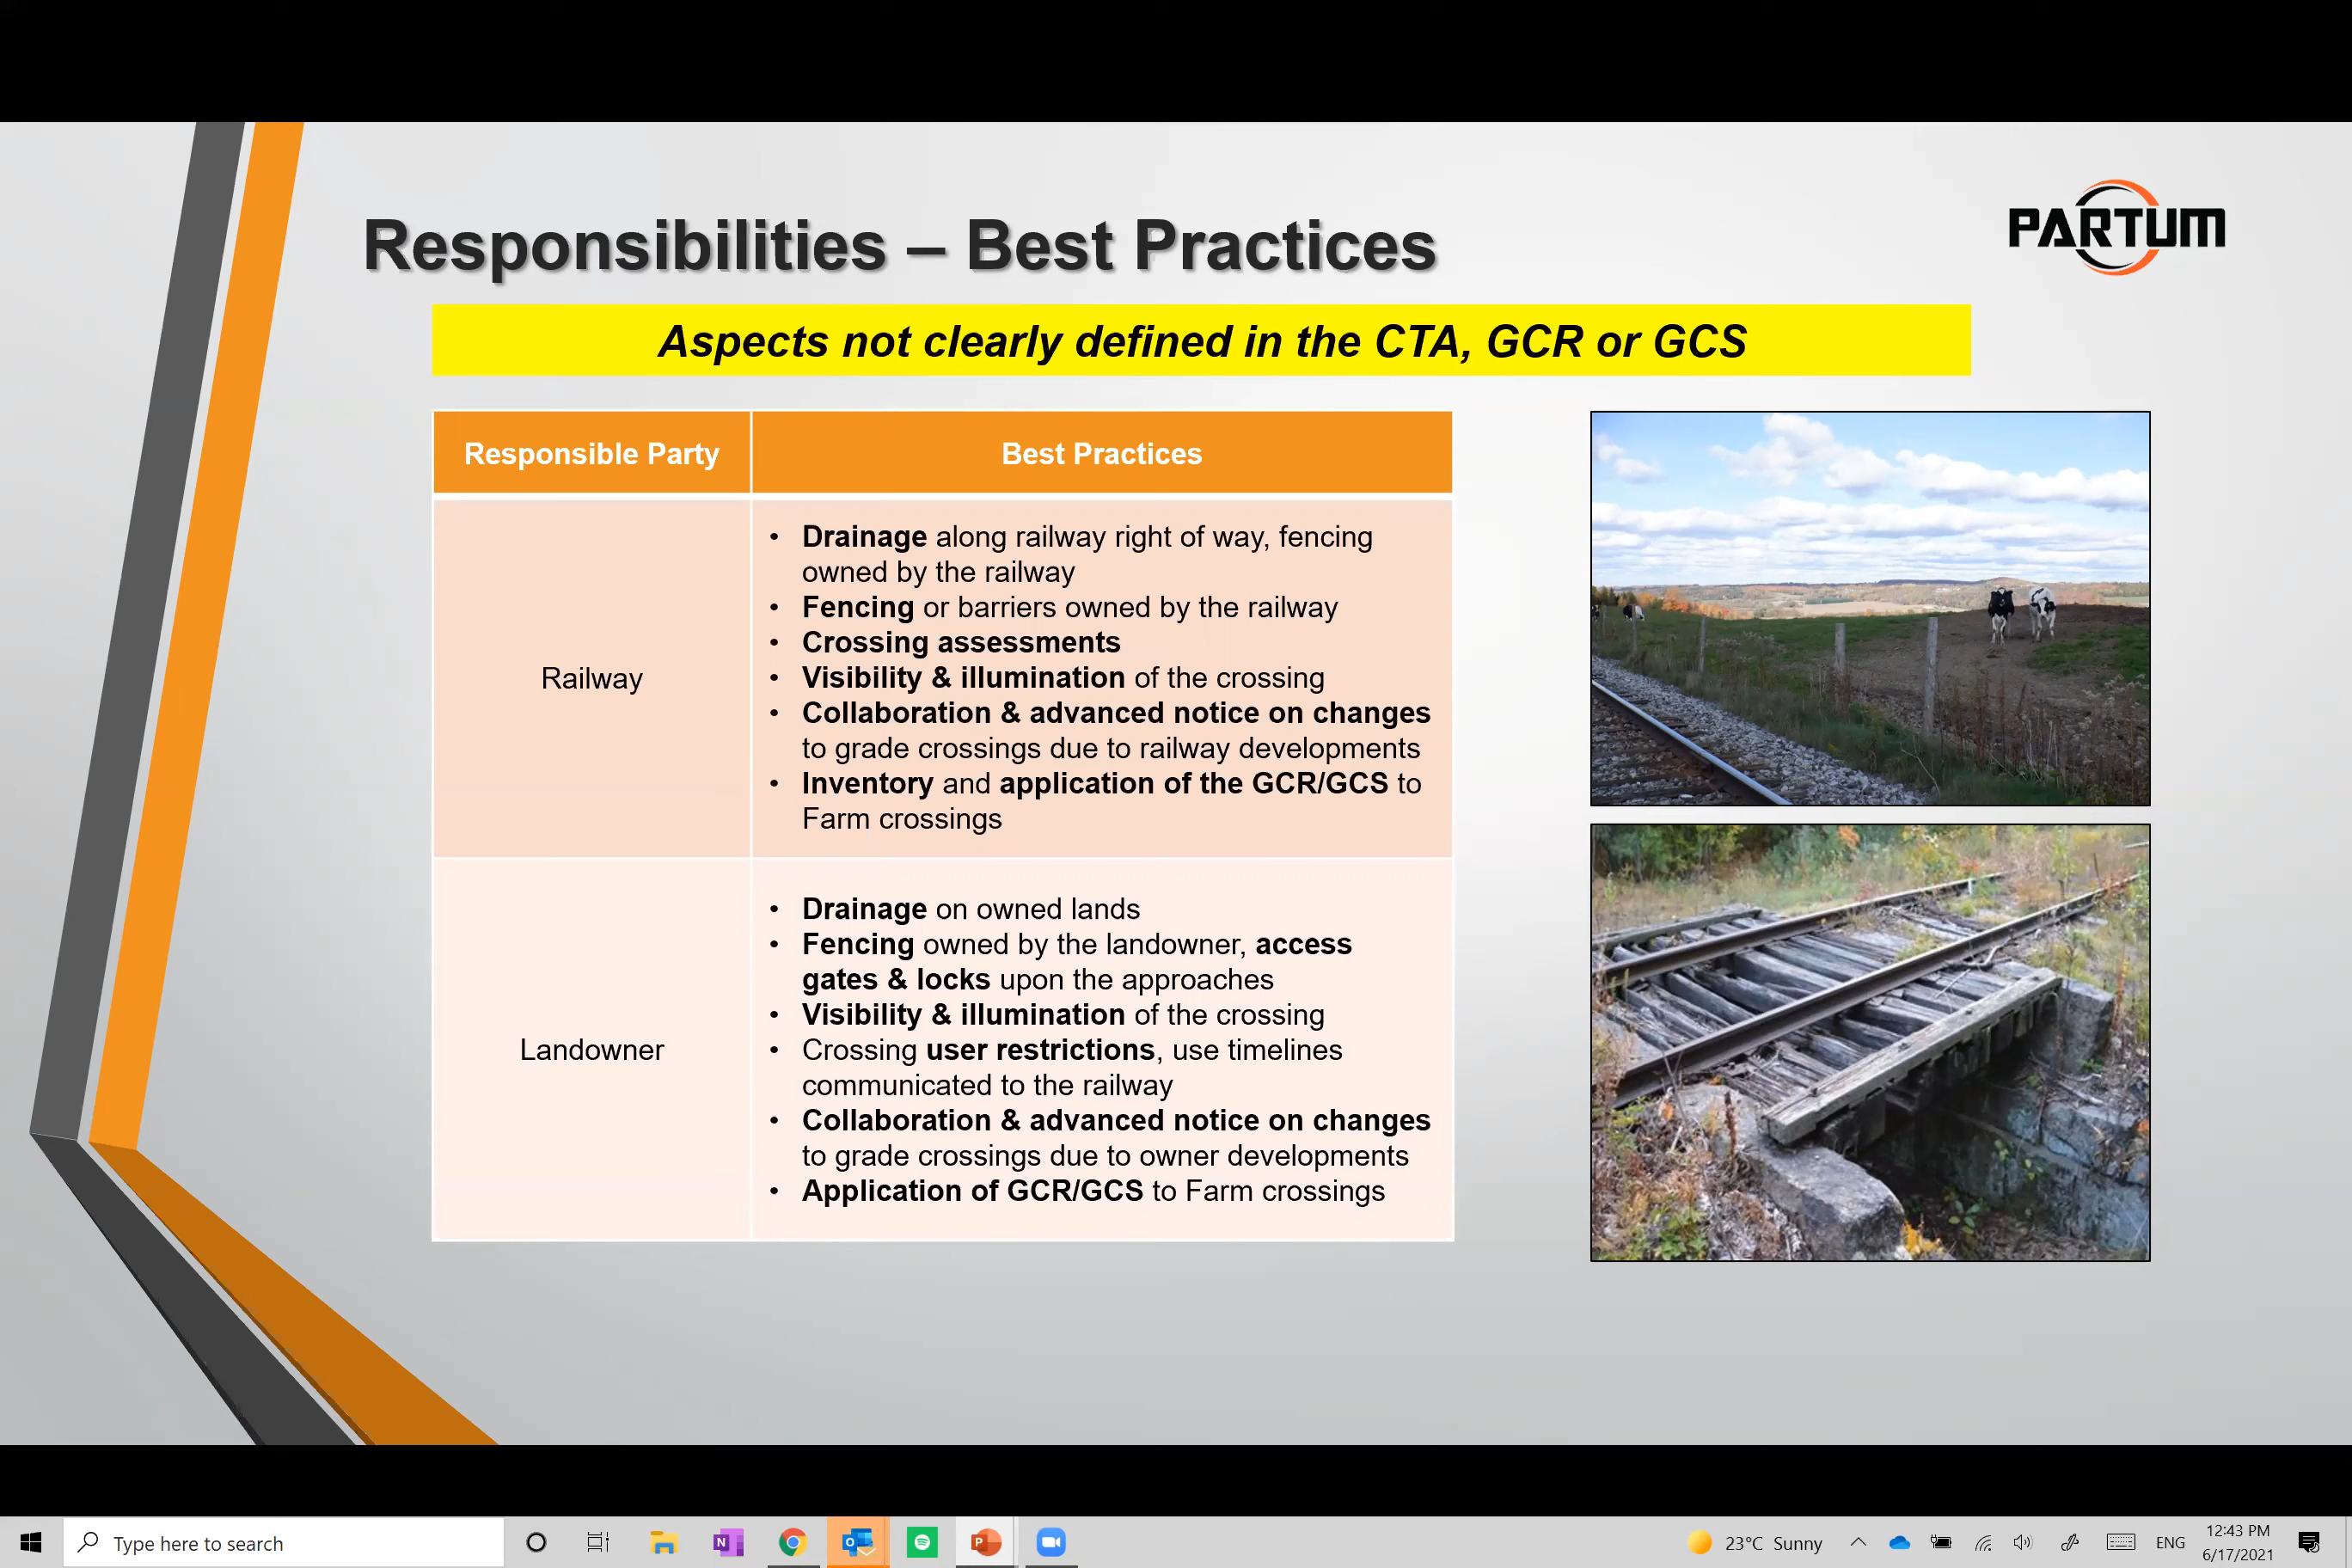 Responsibilities – Best Practices
PARTUM
Aspects not clearly defined in the CTA, GCR or GCS
Responsible Party
Best Practices
Railway
• Drainage along railway right of way, fencing
owned by the railway
• Fencing or barriers owned by the railway
• Crossing assessments
• Visibility & illumination of the crossing
• Collaboration & advanced notice on changes
to grade crossings due to railway developments
• Inventory and application of the GCR/GCS to
Farm crossings
Landowner
• Drainage on owned lands
• Fencing owned by the landowner, access
gates & locks upon the approaches
• Visibility & illumination of the crossing
• Crossing user restrictions, use timelines
communicated to the railway
• Collaboration & advanced notice on changes
to grade crossings due to owner developments
• Application of GCR/GCS to Farm crossings
Type here to search
23°C Sunny
ENG
12:43 PM
6/17/2021